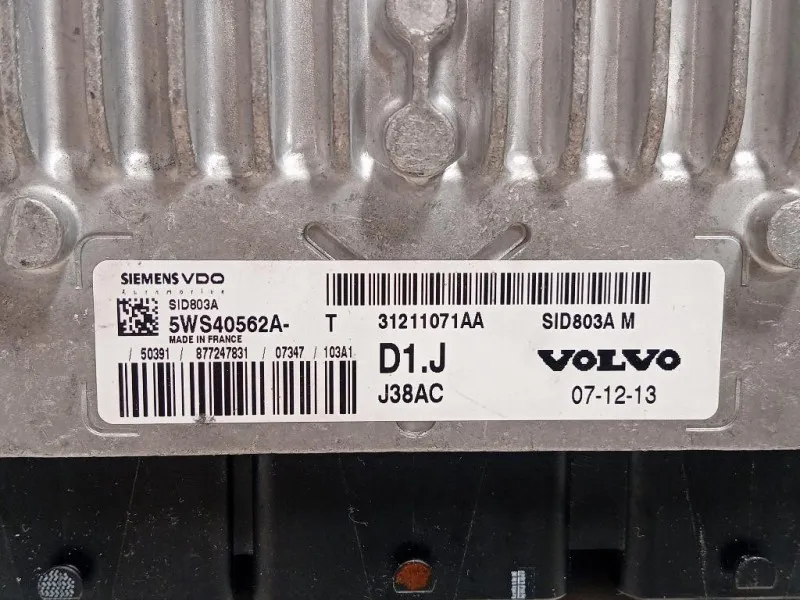 SIEMENS VDO
Automotive
SID803A
5WS40562A- T 31211071AA SID803A M
MADE IN FRANCE
/ 50391 / 877247831 / 07347 / 103A1
D1.J VOLVO
J38AC 07-12-13